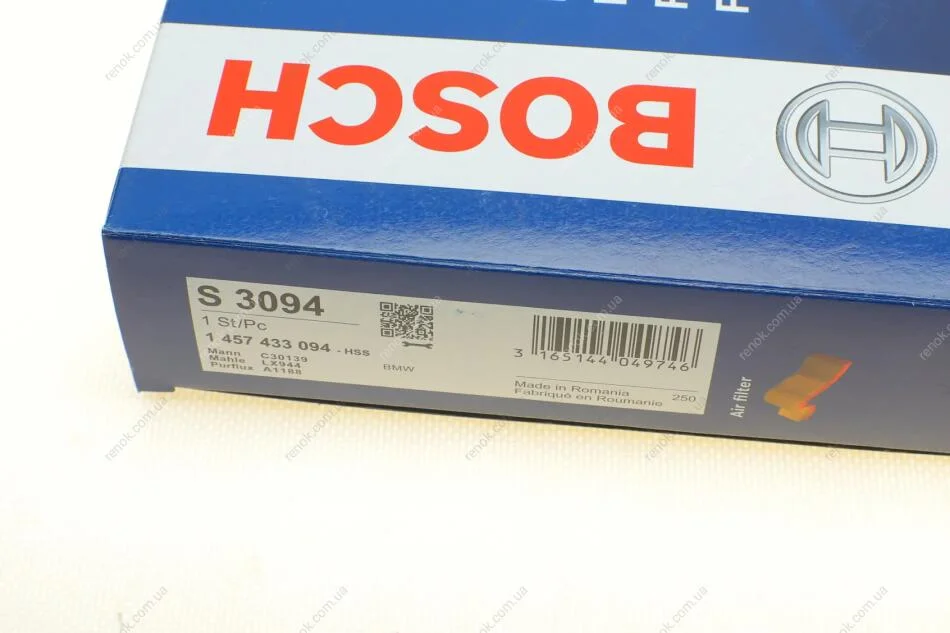 BOSCH
S 3094
1 St/Pc
1 457 433 094 - HSS
Mann C30139
Mahle LX944
Purflux A1188
BMW
3 165144 049746
Made in Romania
Fabriqué en Roumanie 250
Air filter
renok.com.ua